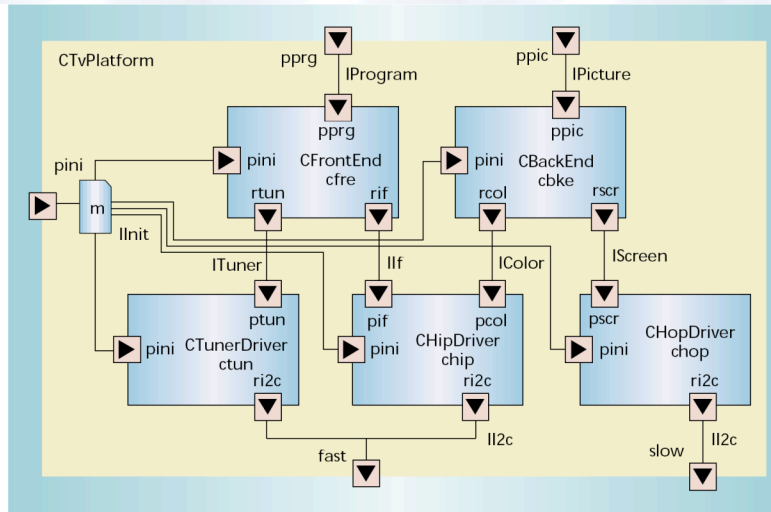 CTvPlatform
pprg
IProgram
ppic
IPicture
pprg
ppic
pini
pini
CFrontEnd
cfre
rtun
rif
pini
CBackEnd
cbke
rcol
rscr
m
IInit
ITuner
IIf
IColor
IScreen
ptun
pini
CTunerDriver
ctun
ri2c
pif
pcol
pini
CHipDriver
chip
ri2c
pscr
pini
CHopDriver
chop
ri2c
fast
II2c
slow
II2c